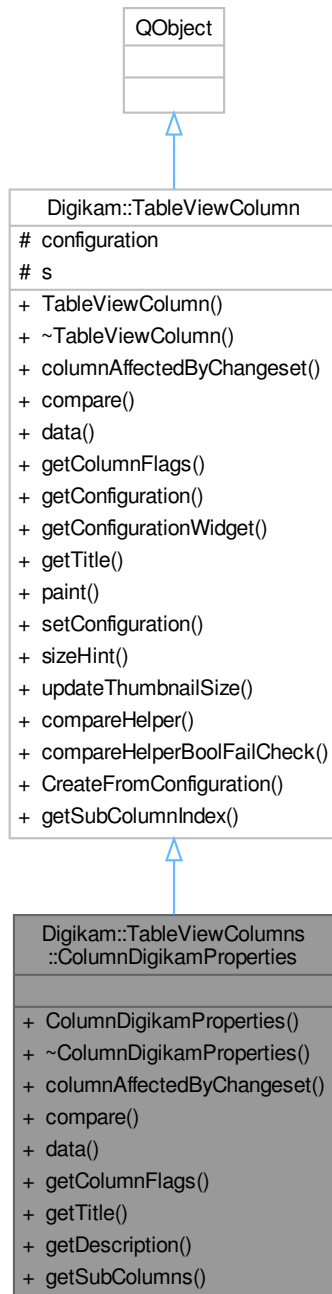 QObject
Digikam::TableViewColumn
# configuration
# s
+ TableViewColumn()
+ ~TableViewColumn()
+ columnAffectedByChangeset()
+ compare()
+ data()
+ getColumnFlags()
+ getConfiguration()
+ getConfigurationWidget()
+ getTitle()
+ paint()
+ setConfiguration()
+ sizeHint()
+ updateThumbnailSize()
+ compareHelper()
+ compareHelperBoolFailCheck()
+ CreateFromConfiguration()
+ getSubColumnIndex()
Digikam::TableViewColumns
::ColumnDigikamProperties
+ ColumnDigikamProperties()
+ ~ColumnDigikamProperties()
+ columnAffectedByChangeset()
+ compare()
+ data()
+ getColumnFlags()
+ getTitle()
+ getDescription()
+ getSubColumns()